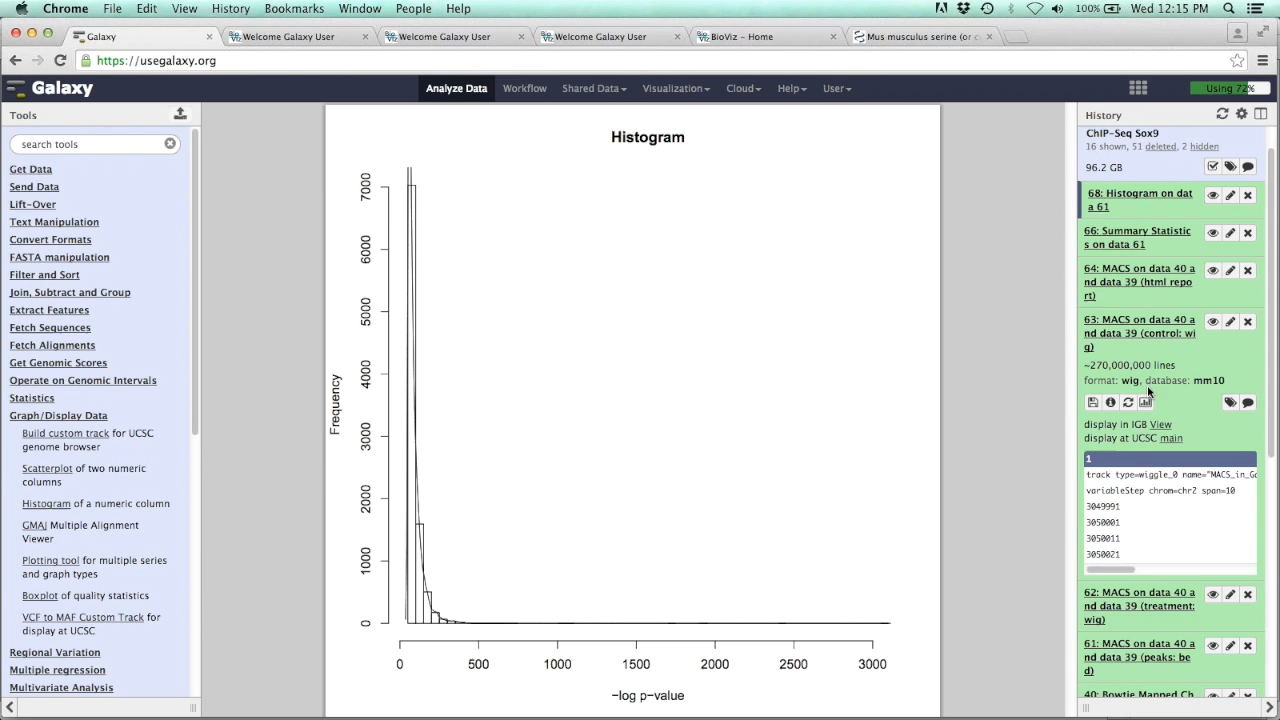 Chrome File Edit View History Bookmarks Window People Help 100% Wed 12:15 PM
Galaxy Welcome Galaxy User Welcome Galaxy User Welcome Galaxy User BioViz - Home Mus musculus serine (or c
https://usegalaxy.org
Galaxy Analyze Data Workflow Shared Data Visualization Cloud Help User Using 72%
Tools
search tools
Get Data
Send Data
Lift-Over
Text Manipulation
Convert Formats
FASTA manipulation
Filter and Sort
Join, Subtract and Group
Extract Features
Fetch Sequences
Fetch Alignments
Get Genomic Scores
Operate on Genomic Intervals
Statistics
Graph/Display Data
Build custom track for UCSC
genome browser
Scatterplot of two numeric
columns
Histogram of a numeric column
GMAJ Multiple Alignment
Viewer
Plotting tool for multiple series
and graph types
Boxplot of quality statistics
VCF to MAF Custom Track for
display at UCSC
Regional Variation
Multiple regression
Multivariate Analysis
Histogram
Frequency
7000
6000
5000
4000
3000
2000
1000
0
0 500 1000 1500 2000 2500 3000
-log p-value
History
ChIP-Seq Sox9
16 shown, 51 deleted, 2 hidden
96.2 GB
68: Histogram on dat
a 61
66: Summary Statistic
s on data 61
64: MACS on data 40 a
nd data 39 (html repo
rt)
63: MACS on data 40 a
nd data 39 (control: wi
g)
~270,000,000 lines
format: wig, database: mm10
display in IGB View
display at UCSC main
1
track type=wiggle_0 name="MACS_in_Ga
variableStep chrom=chr2 span=10
3049991
3050001
3050011
3050021
62: MACS on data 40 a
nd data 39 (treatment:
wig)
61: MACS on data 40 a
nd data 39 (peaks: be
d)
40: Bowtie Mapped Ch